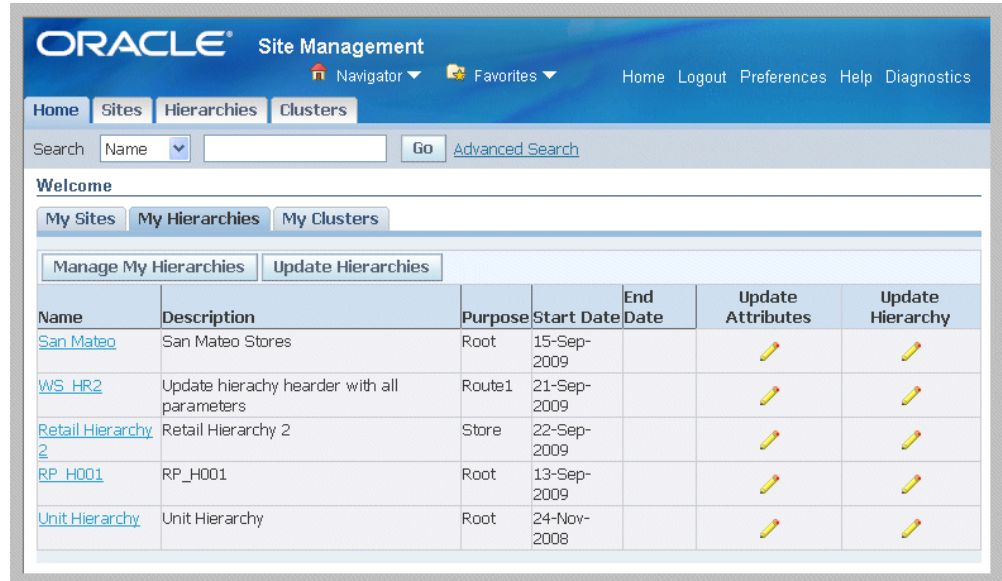 ORACLE® Site Management
Navigator Favorites Home Logout Preferences Help Diagnostics
Home Sites Hierarchies Clusters
Search Name Go Advanced Search
Welcome
My Sites My Hierarchies My Clusters
Manage My Hierarchies Update Hierarchies
Name Description Purpose Start Date End Date Update Attributes Update Hierarchy
San Mateo San Mateo Stores Root 15-Sep-2009
WS_HR2 Update hierachy hearder with all parameters Route1 21-Sep-2009
Retail Hierarchy 2 Retail Hierarchy 2 Store 22-Sep-2009
RP_H001 RP_H001 Root 13-Sep-2009
Unit Hierarchy Unit Hierarchy Root 24-Nov-2008